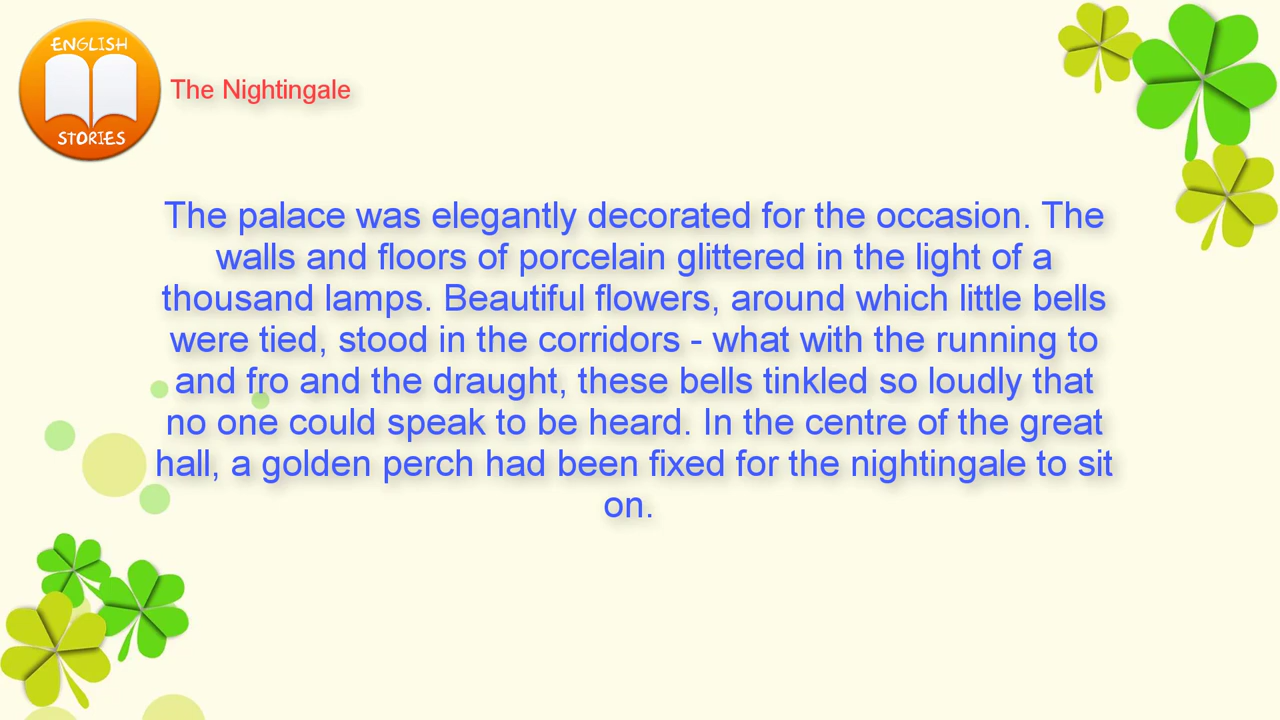 ENGLISH
STORIES
The Nightingale
The palace was elegantly decorated for the occasion. The
walls and floors of porcelain glittered in the light of a
thousand lamps. Beautiful flowers, around which little bells
were tied, stood in the corridors - what with the running to
and fro and the draught, these bells tinkled so loudly that
no one could speak to be heard. In the centre of the great
hall, a golden perch had been fixed for the nightingale to sit
on.